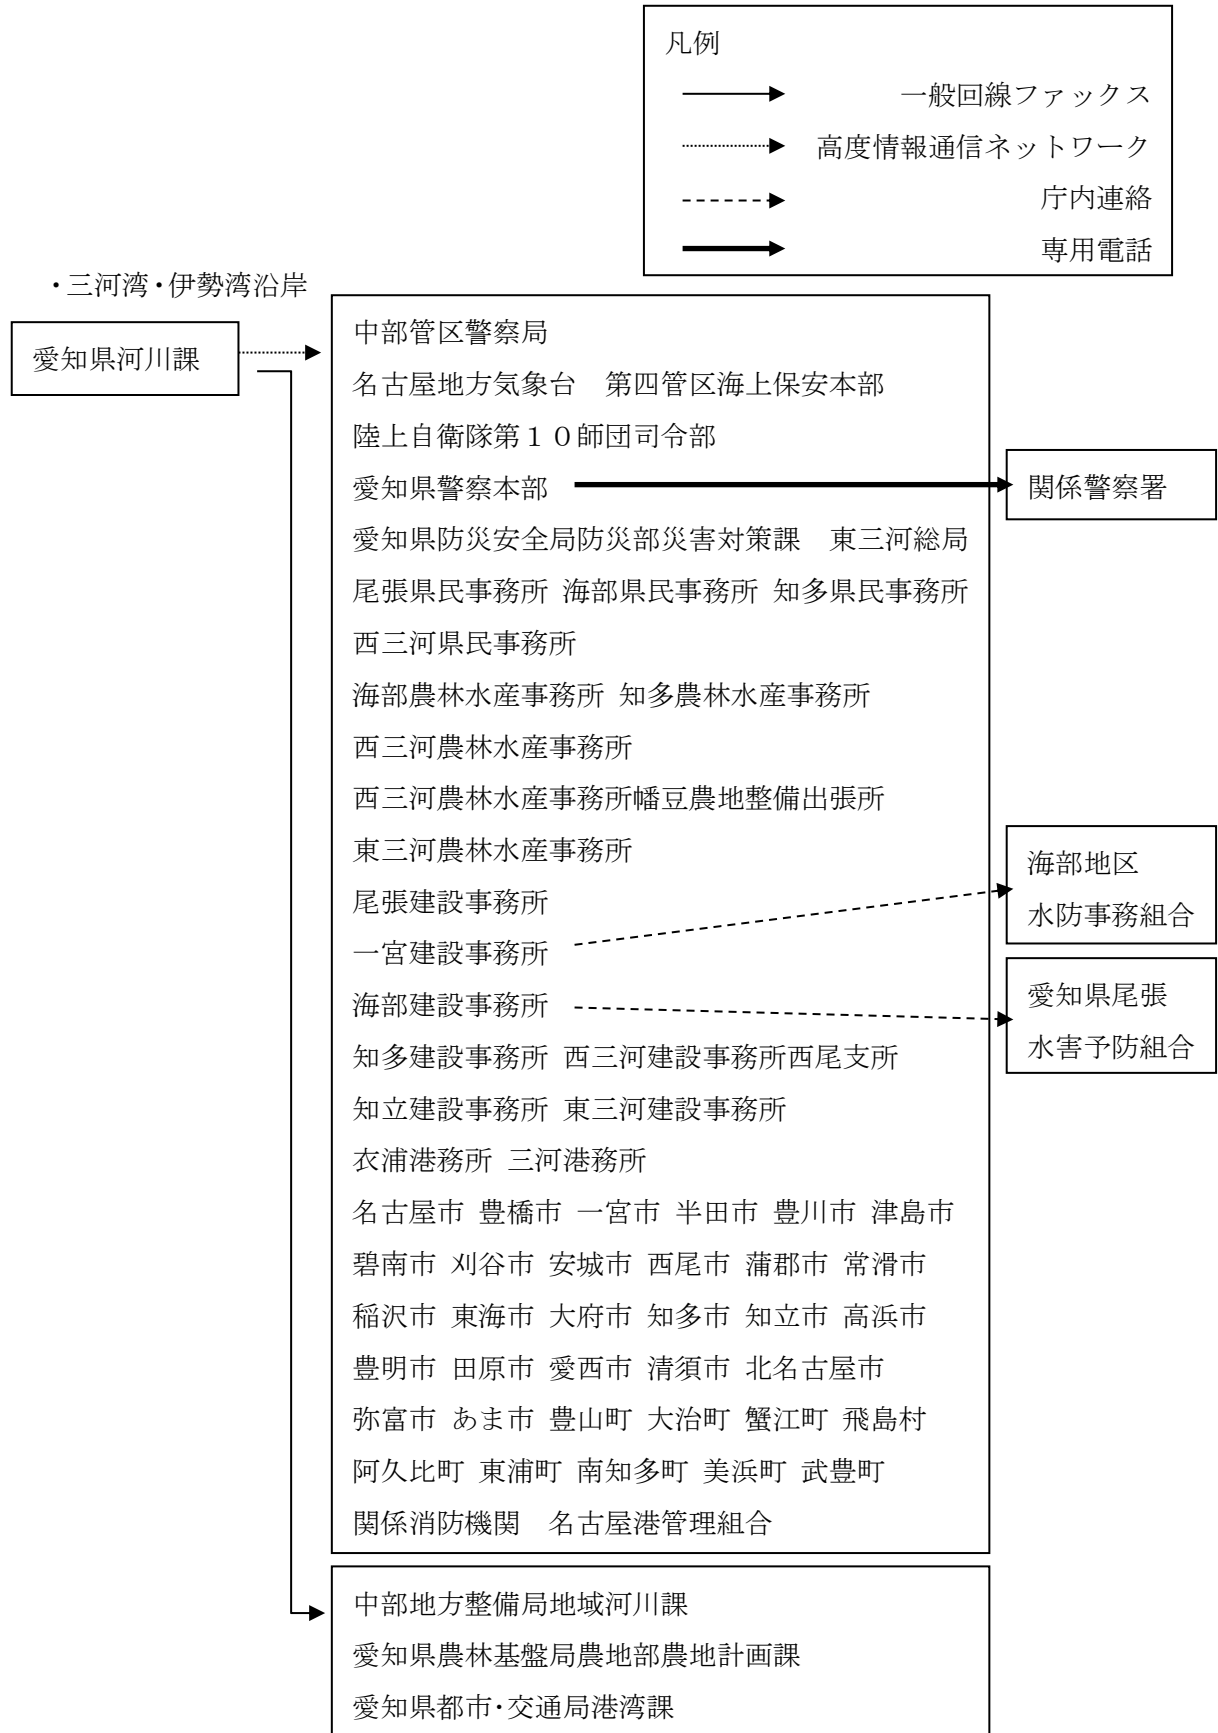 凡例
一般回線ファックス
高度情報通信ネットワーク
庁内連絡
専用電話
・三河湾・伊勢湾沿岸
愛知県河川課
中部管区警察局
名古屋地方気象台　第四管区海上保安本部
陸上自衛隊第１０師団司令部
愛知県警察本部
関係警察署
愛知県防災安全局防災部災害対策課　東三河総局
尾張県民事務所 海部県民事務所 知多県民事務所
西三河県民事務所
海部農林水産事務所 知多農林水産事務所
西三河農林水産事務所
西三河農林水産事務所幡豆農地整備出張所
東三河農林水産事務所
尾張建設事務所
一宮建設事務所
海部建設事務所
海部地区
水防事務組合
愛知県尾張
水害予防組合
知多建設事務所 西三河建設事務所西尾支所
知立建設事務所 東三河建設事務所
衣浦港務所 三河港務所
名古屋市 豊橋市 一宮市 半田市 豊川市 津島市
碧南市 刈谷市 安城市 西尾市 蒲郡市 常滑市
稲沢市 東海市 大府市 知多市 知立市 高浜市
豊明市 田原市 愛西市 清須市 北名古屋市
弥富市 あま市 豊山町 大治町 蟹江町 飛島村
阿久比町 東浦町 南知多町 美浜町 武豊町
関係消防機関　名古屋港管理組合
中部地方整備局地域河川課
愛知県農林基盤局農地部農地計画課
愛知県都市・交通局港湾課